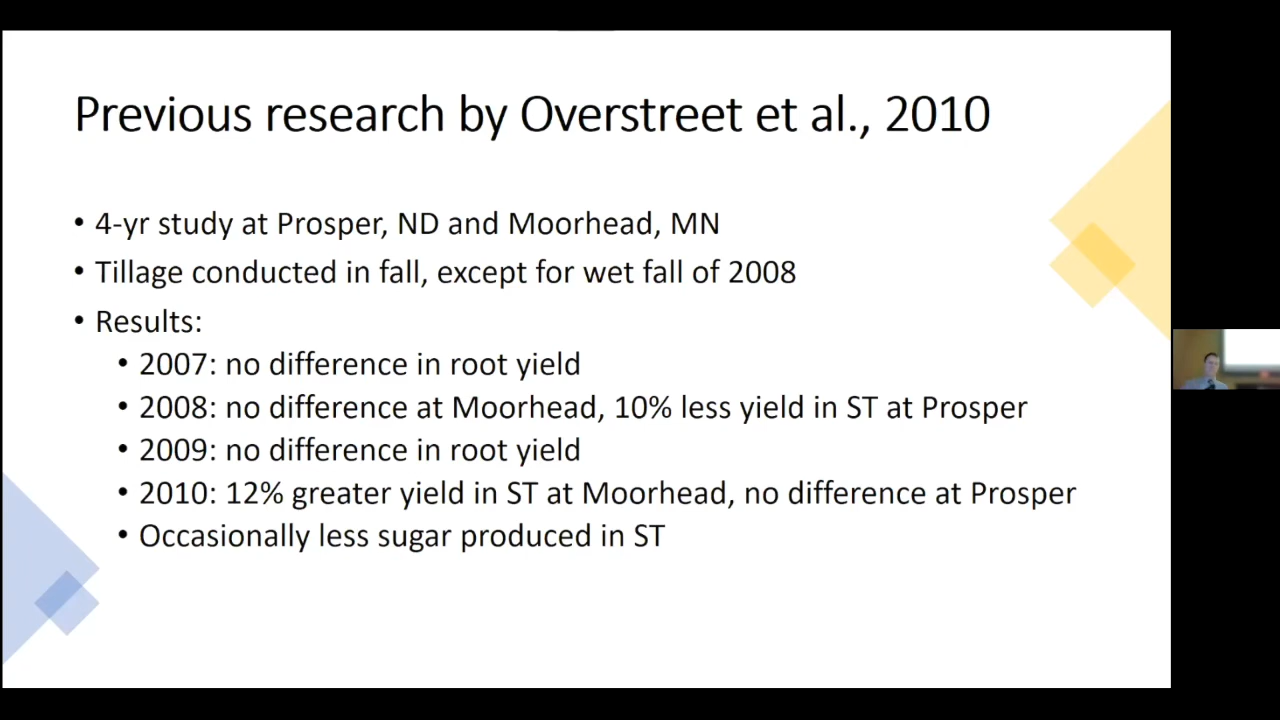 Previous research by Overstreet et al., 2010
• 4-yr study at Prosper, ND and Moorhead, MN
• Tillage conducted in fall, except for wet fall of 2008
• Results:
• 2007: no difference in root yield
• 2008: no difference at Moorhead, 10% less yield in ST at Prosper
• 2009: no difference in root yield
• 2010: 12% greater yield in ST at Moorhead, no difference at Prosper
• Occasionally less sugar produced in ST